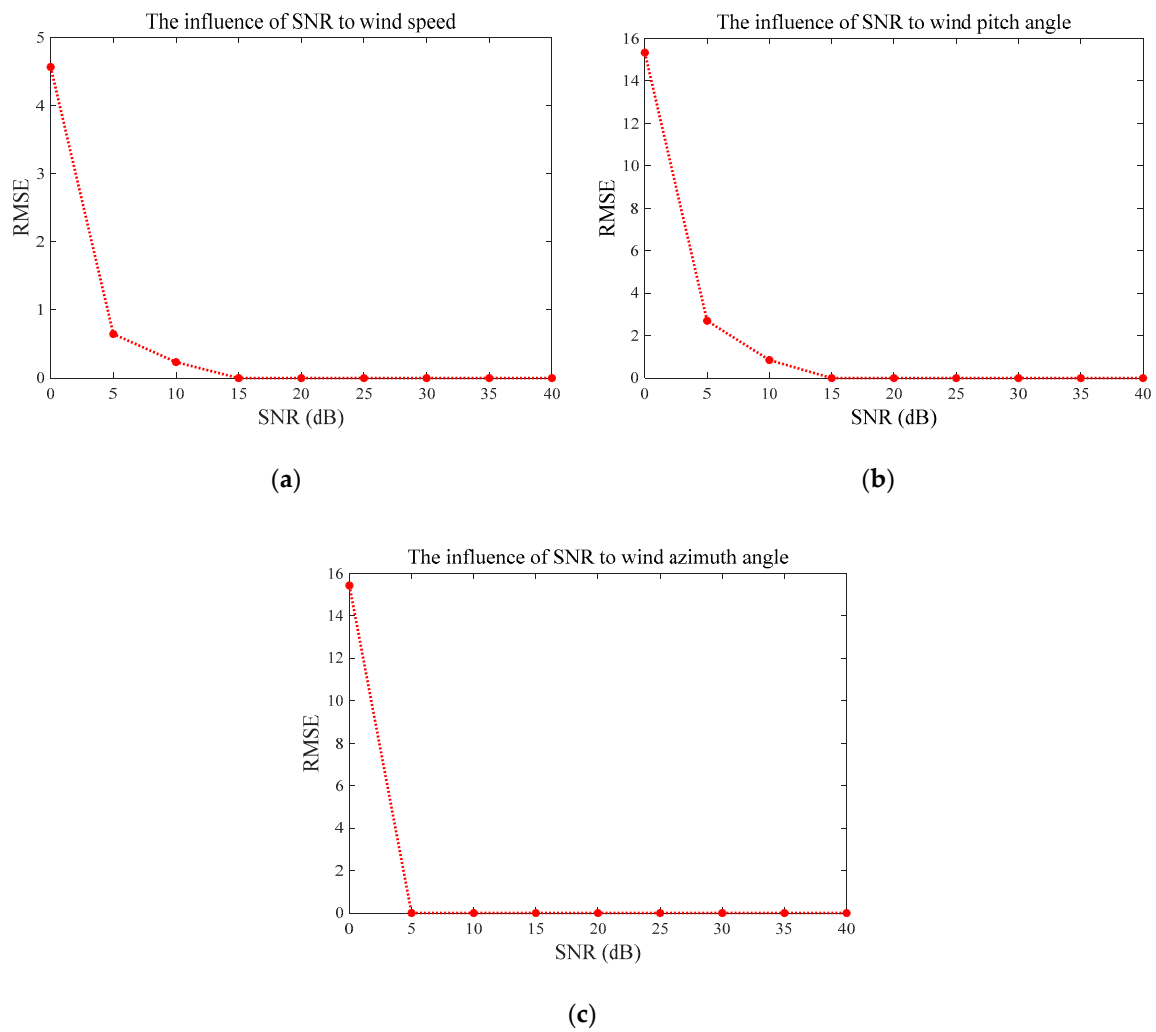 The influence of SNR to wind speed
5
4
3
2
1
0
RMSE
0 5 10 15 20 25 30 35 40
SNR (dB)
(a)
The influence of SNR to wind pitch angle
16
14
12
10
8
6
4
2
0
RMSE
0 5 10 15 20 25 30 35 40
SNR (dB)
(b)
The influence of SNR to wind azimuth angle
16
14
12
10
8
6
4
2
0
RMSE
0 5 10 15 20 25 30 35 40
SNR (dB)
(c)